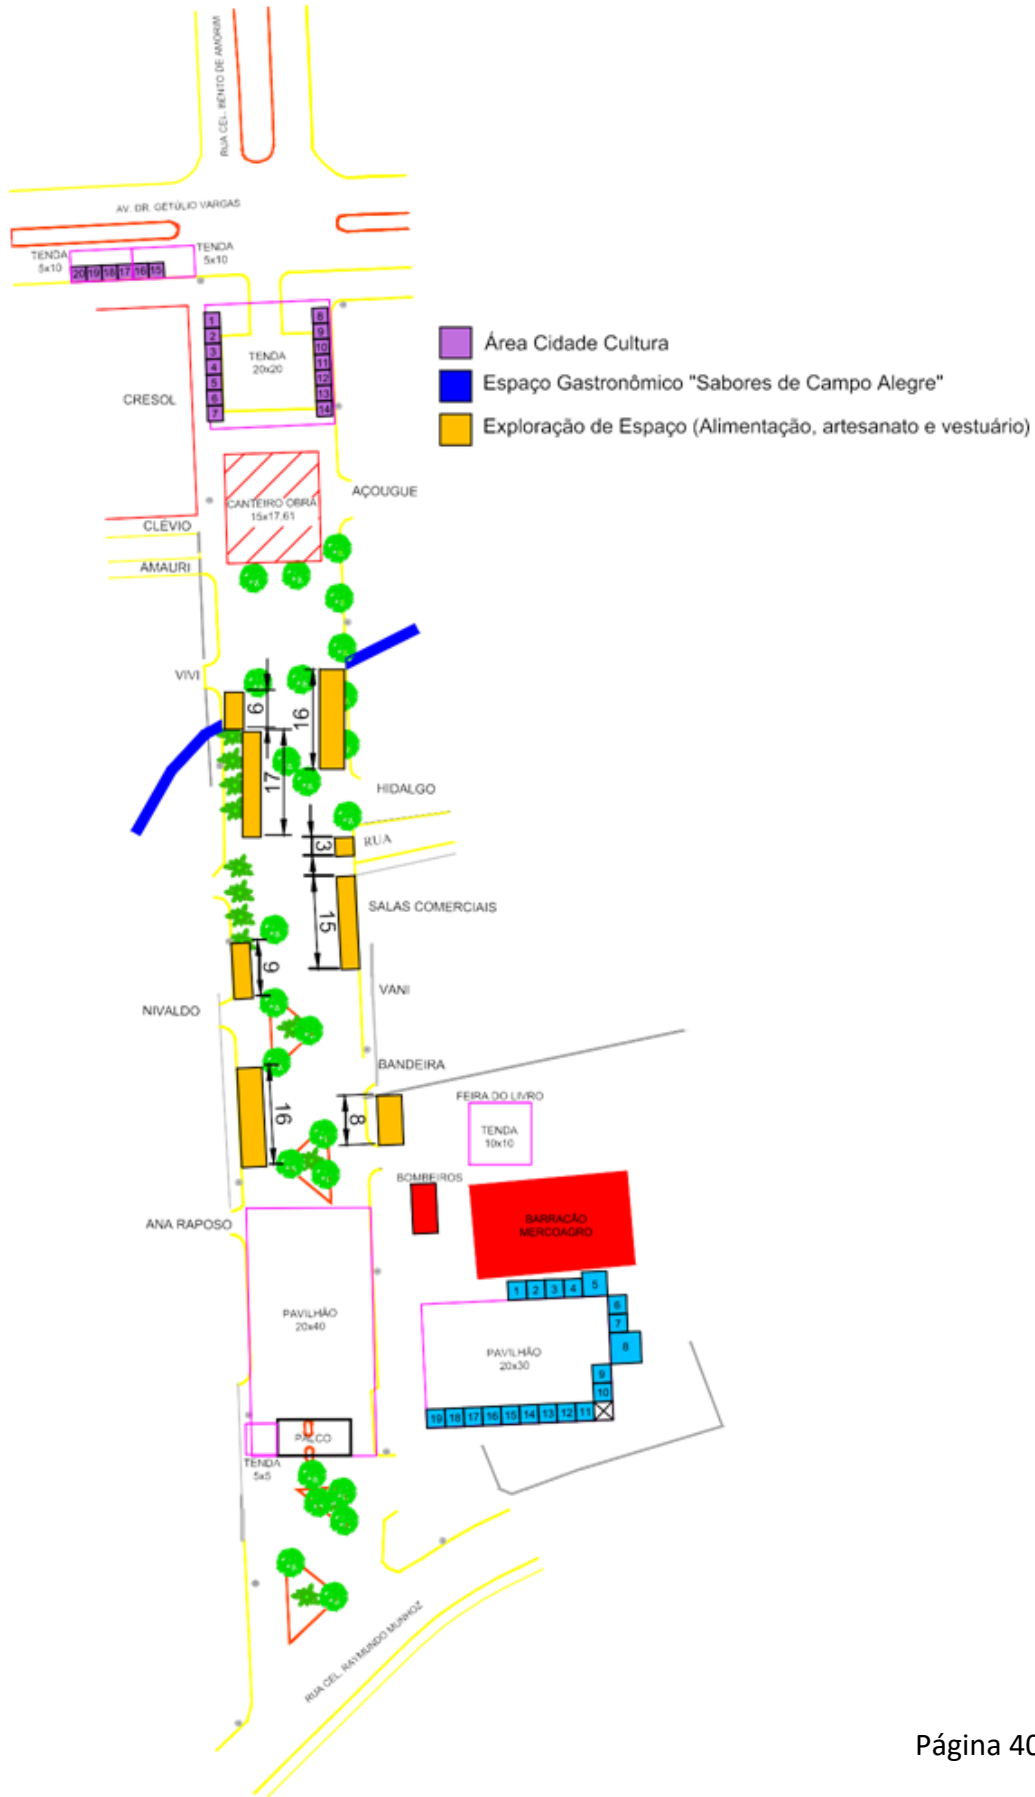 RUA CEL. BENTO DE AMORIM
AV. DR. GETÚLIO VARGAS
TENDA
5x10
TENDA
5x10
20 19 18 17 16 15
1
2
3
4
5
6
7
TENDA
20x20
8
9
10
11
12
13
14
CRESOL
Área Cidade Cultura
Espaço Gastronômico "Sabores de Campo Alegre"
Exploração de Espaço (Alimentação, artesanato e vestuário)
AÇOUGUE
CANTEIRO OBRA
15x17,61
CLÉVIO
AMAURI
VIVI
6
16
17
HIDALGO
3
RUA
15
SALAS COMERCIAIS
9
VANI
NIVALDO
BANDEIRA
16
8
FEIRA DO LIVRO
TENDA
10x10
BOMBEIROS
ANA RAPOSO
BARRACÃO
MERCOAGRO
1 2 3 4 5
6
7
8
9
10
PAVILHÃO
20x40
PAVILHÃO
20x30
19 18 17 16 15 14 13 12 11
PALCO
TENDA
5x5
RUA CEL. RAYMUNDO MUNHOZ
Página 40